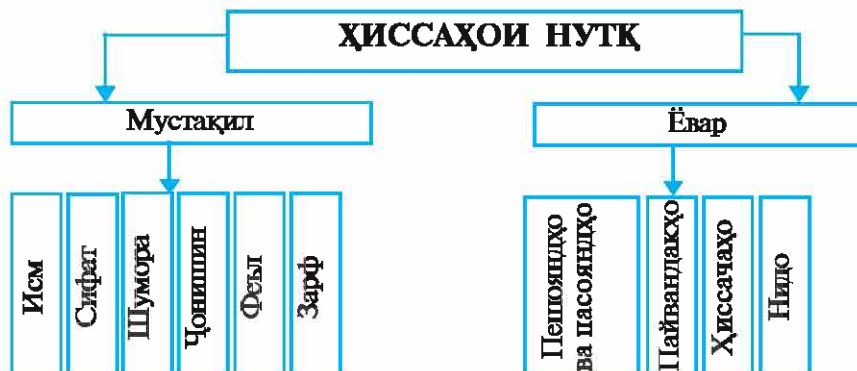 ҲИССАҲОИ НУТҚ
Мустақил
Ёвар
Исм
Сифат
Шумора
Ҷонишин
Феъл
Зарф
Пешояндҳо
ва пасояндҳо
Пайвандакҳо
Ҳиссачаҳо
Нидо